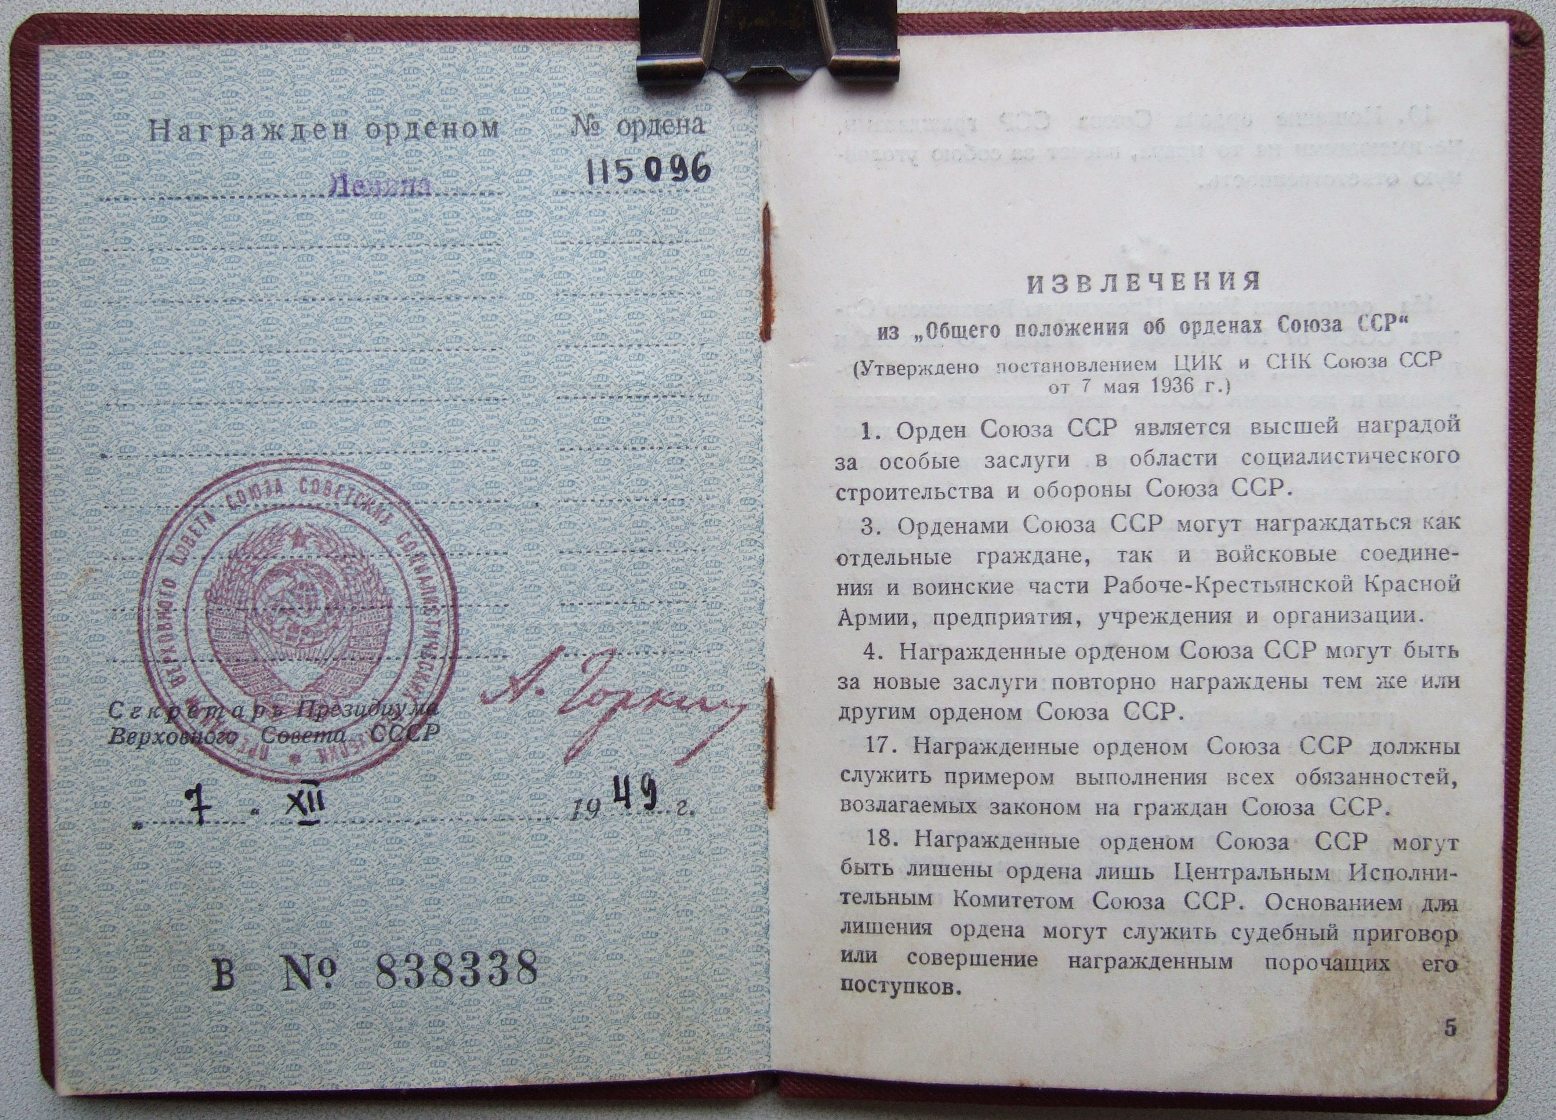 Награжден орденом
№ ордена
Ленина
115096
ПРЕЗИДИУМ ВЕРХОВНОГО СОВЕТА СОЮЗА СОВЕТСКИХ СОЦИАЛИСТИЧЕСКИХ
Секретарь Президиума
Верховного Совета СССР
А. Горкин
" 7 " XII 1949 г.
В № 838338
ИЗВЛЕЧЕНИЯ
из „Общего положения об орденах Союза ССР“
(Утверждено постановлением ЦИК и СНК Союза ССР
от 7 мая 1936 г.)
1. Орден Союза ССР является высшей наградой
за особые заслуги в области социалистического
строительства и обороны Союза ССР.
3. Орденами Союза ССР могут награждаться как
отдельные граждане, так и войсковые соедине-
ния и воинские части Рабоче-Крестьянской Красной
Армии, предприятия, учреждения и организации.
4. Награжденные орденом Союза ССР могут быть
за новые заслуги повторно награждены тем же или
другим орденом Союза ССР.
17. Награжденные орденом Союза ССР должны
служить примером выполнения всех обязанностей,
возлагаемых законом на граждан Союза ССР.
18. Награжденные орденом Союза ССР могут
быть лишены ордена лишь Центральным Исполни-
тельным Комитетом Союза ССР. Основанием для
лишения ордена могут служить судебный приговор
или совершение награжденным порочащих его
поступков.
5